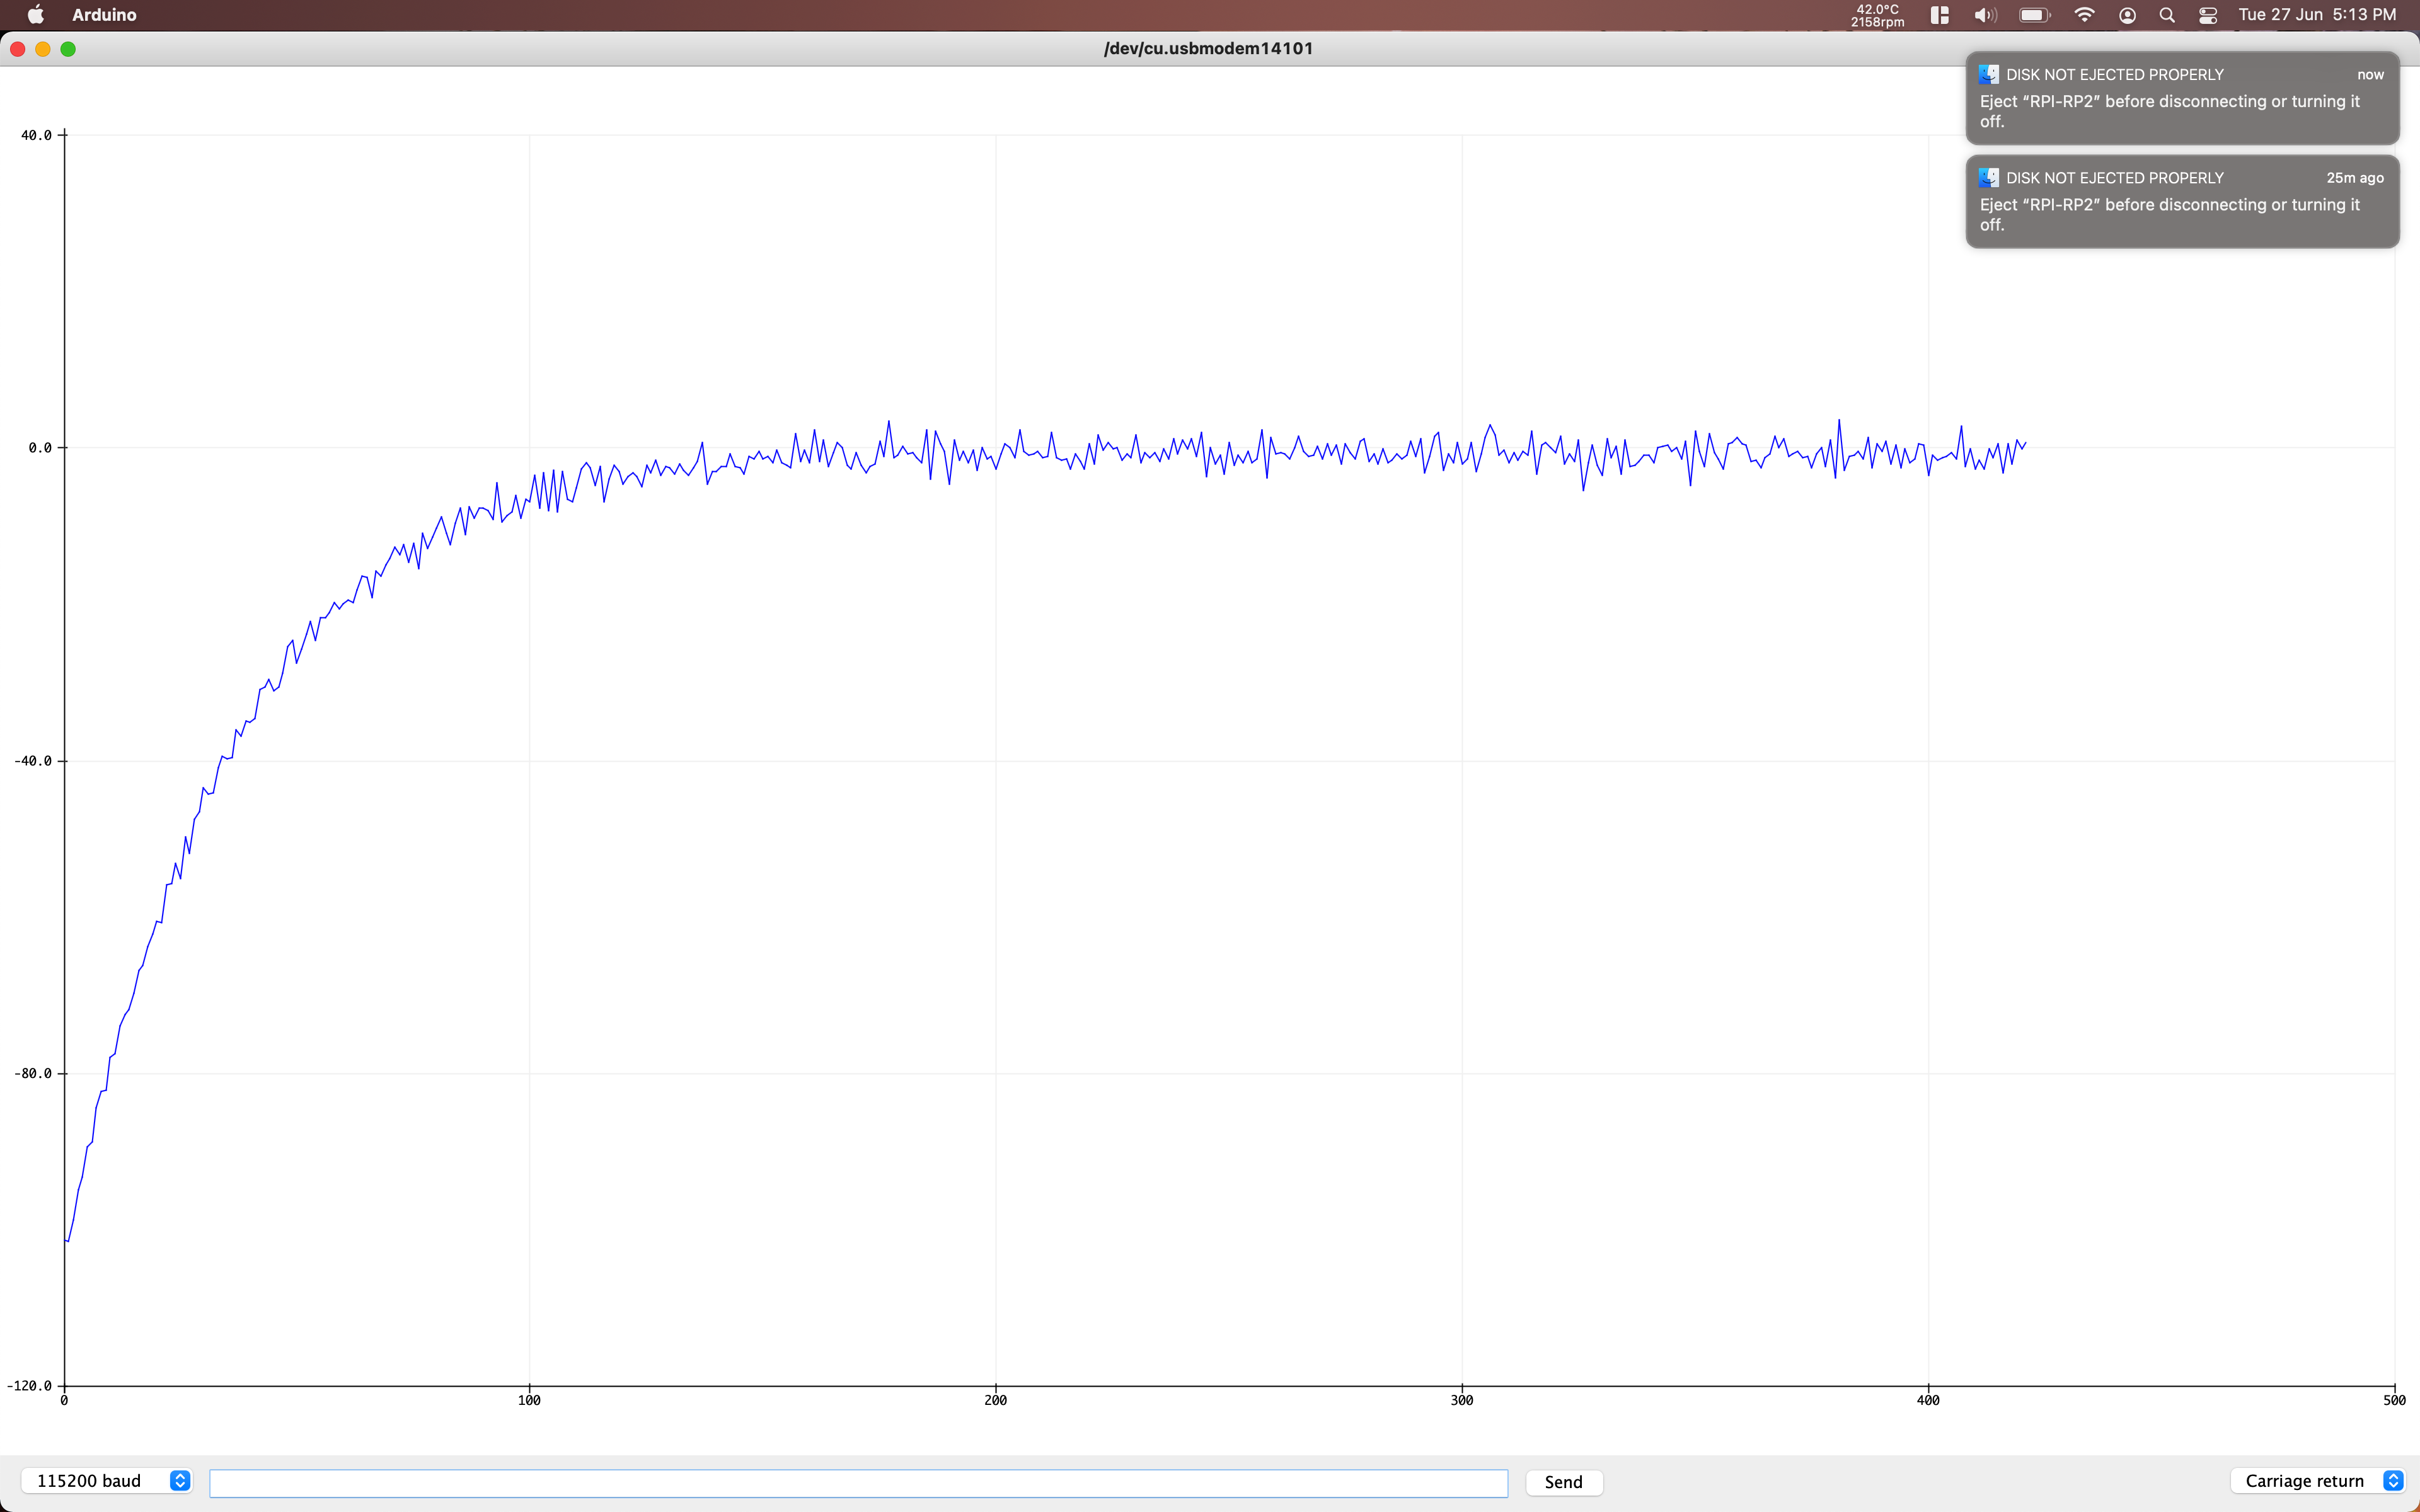 Arduino
42.0°C
2158rpm
Tue 27 Jun 5:13 PM
/dev/cu.usbmodem14101
DISK NOT EJECTED PROPERLY
now
Eject “RPI-RP2” before disconnecting or turning it
off.
DISK NOT EJECTED PROPERLY
25m ago
Eject “RPI-RP2” before disconnecting or turning it
off.
40.0
0.0
-40.0
-80.0
-120.0
0 100 200 300 400 500
115200 baud
Send
Carriage return